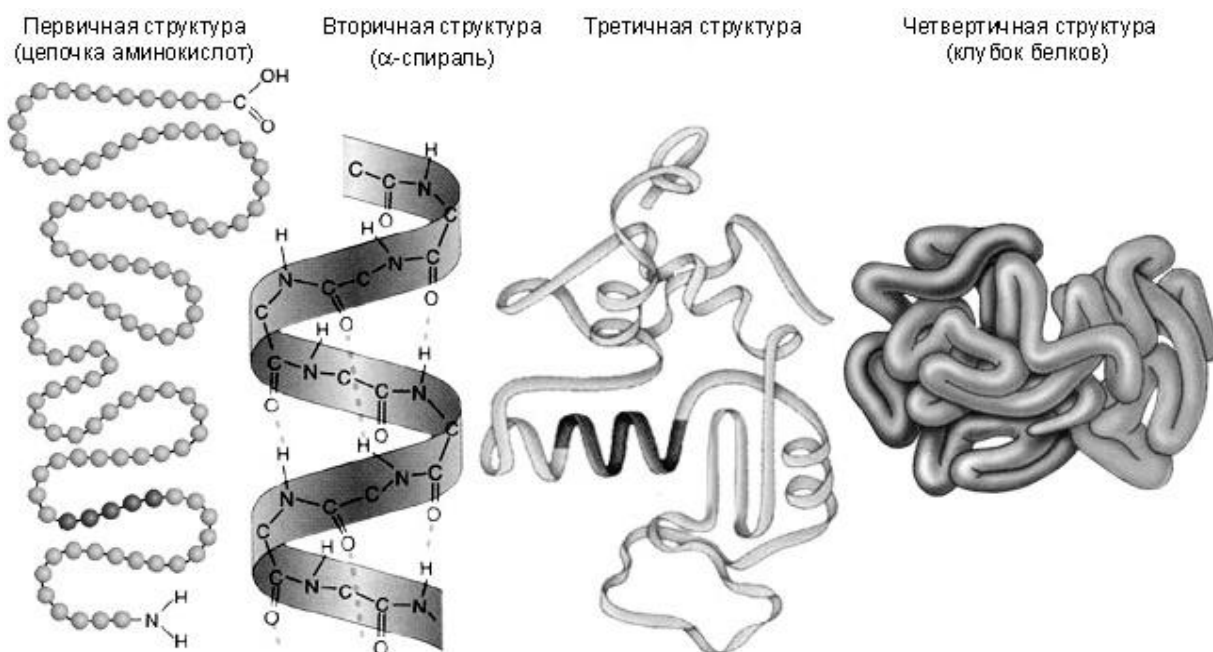 Первичная структура
(цепочка аминокислот)
Вторичная структура
(α-спираль)
Третичная структура
Четвертичная структура
(клубок белков)
OH
C
O
H
N
H
H
C
C
N
O
C
H
H
N
C
N
C
C
O
O
C
H
H
C
N
C
C
N
O
O
C
H
H
N
C
N
C
C
O
O
C
H
H
C
N
C
C
N
O
O